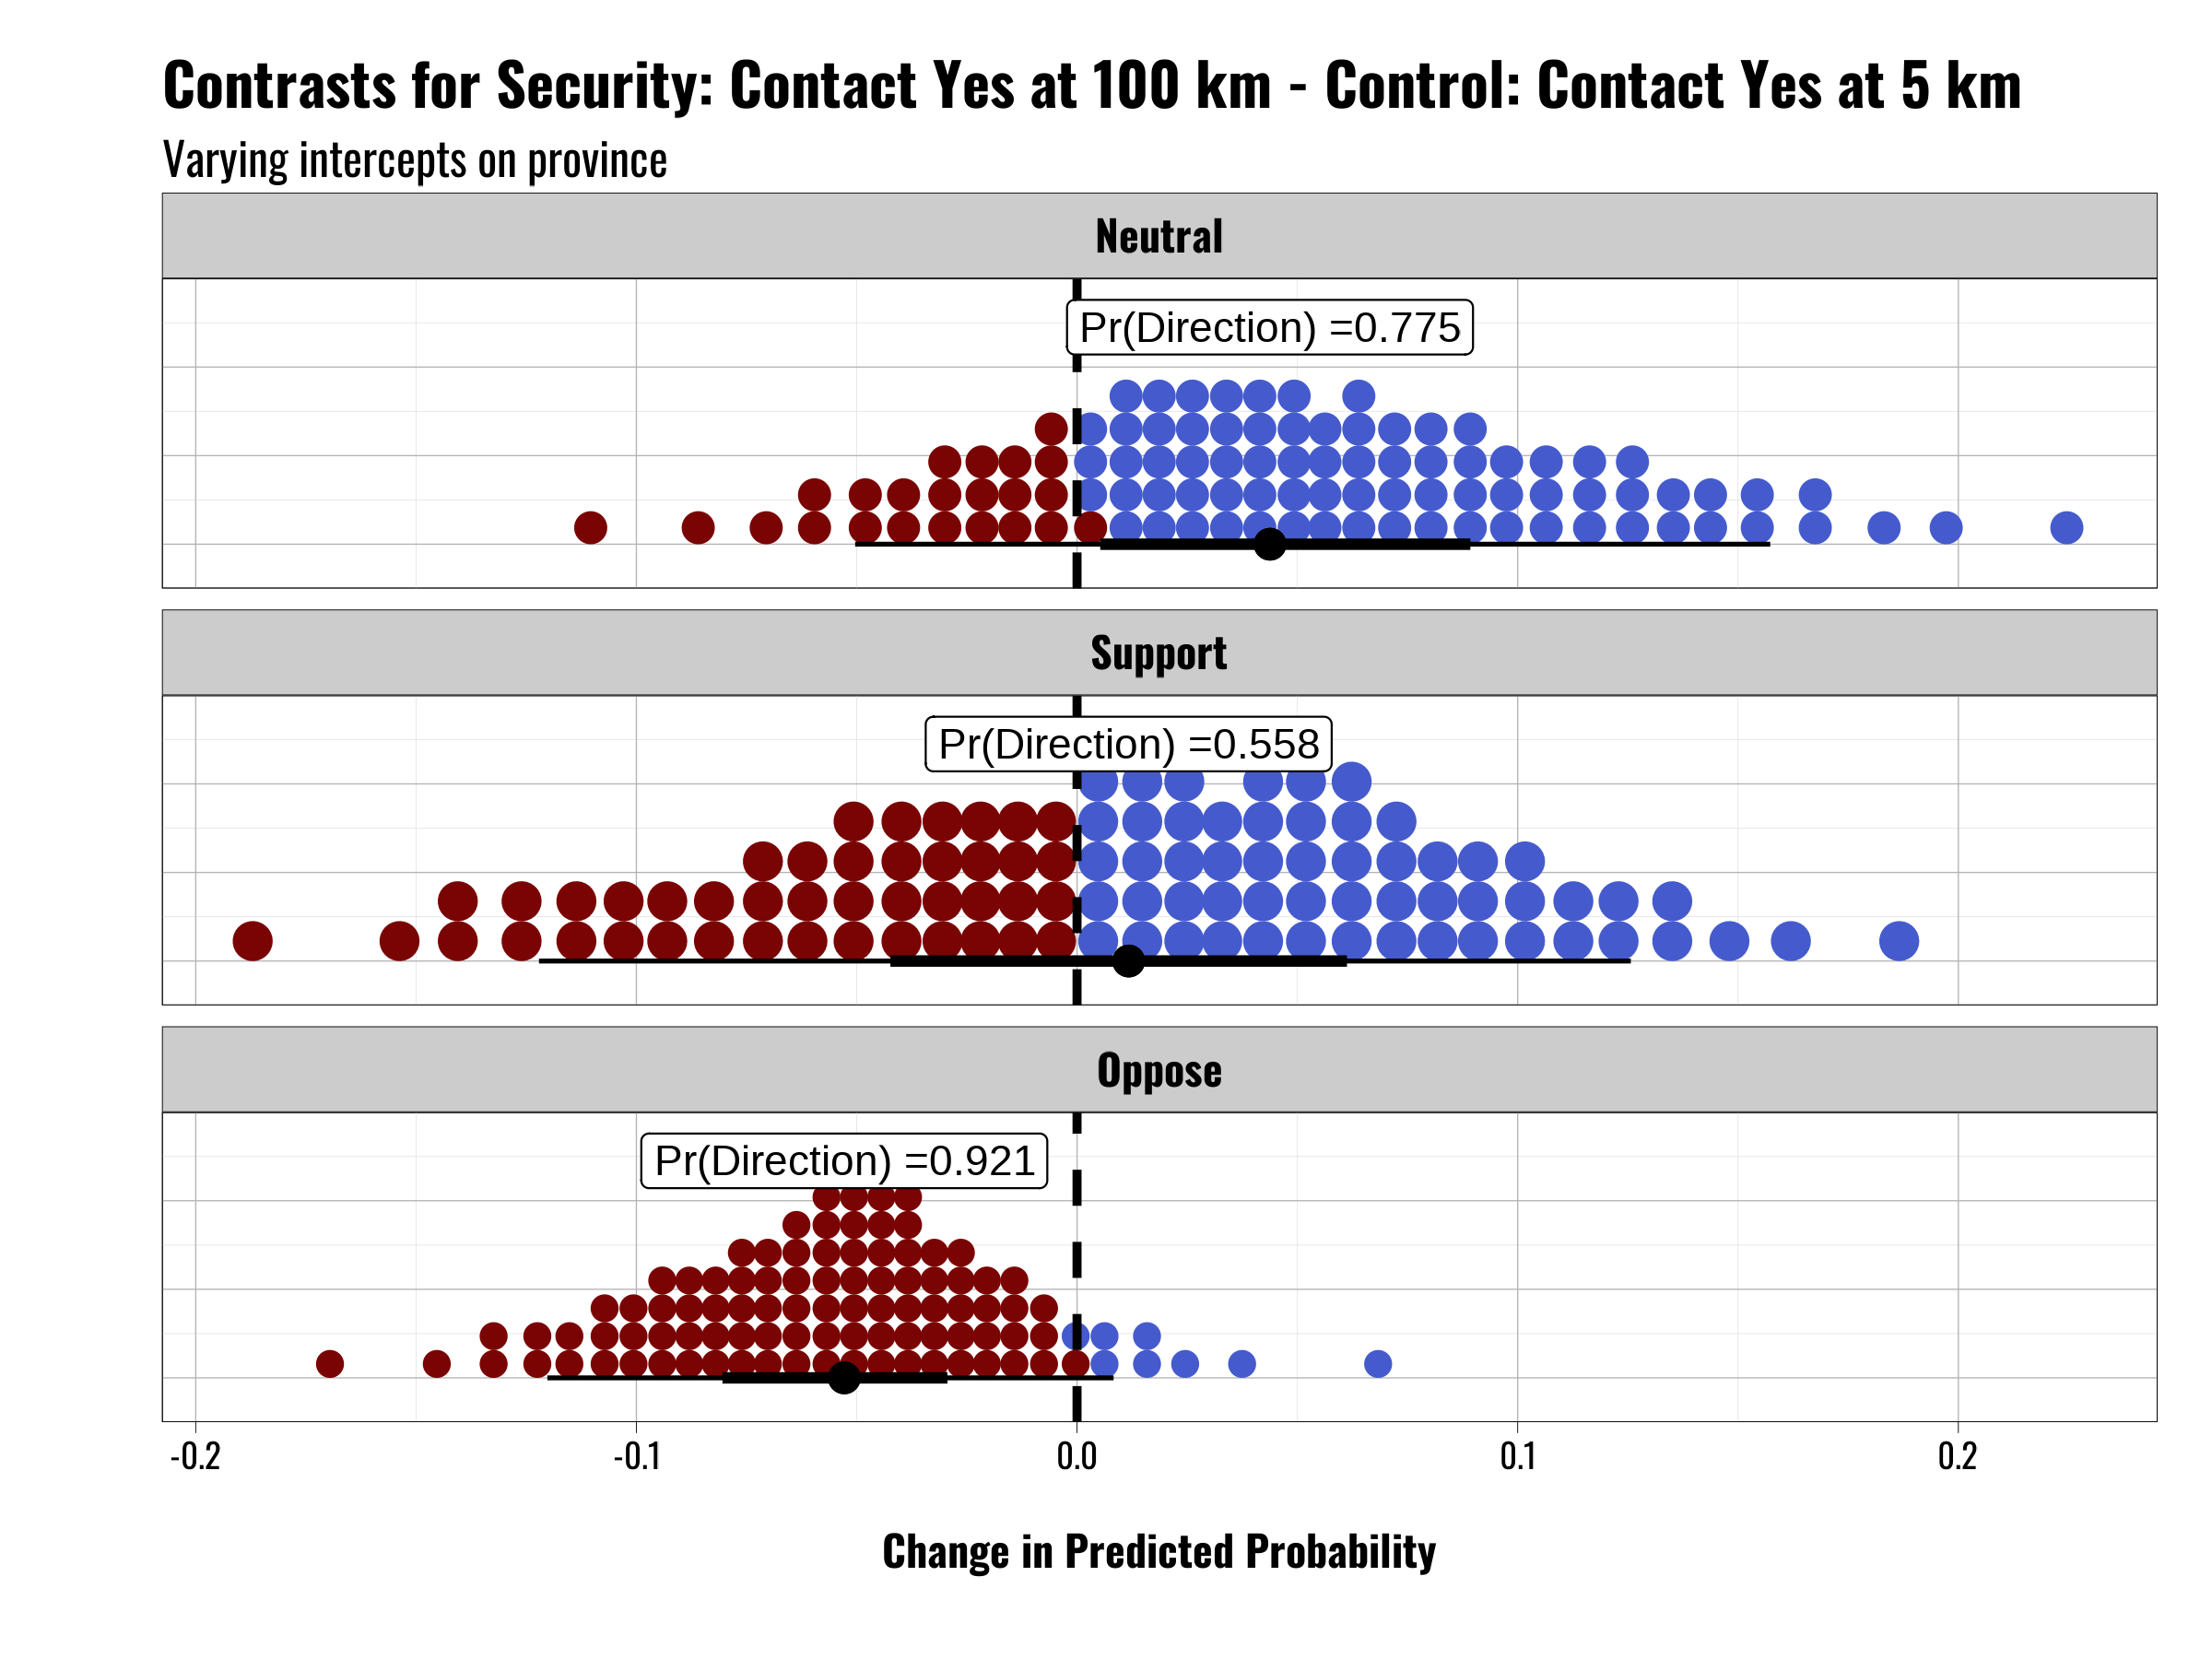 Contrasts for Security: Contact Yes at 100 km - Control: Contact Yes at 5 km
Varying intercepts on province
Neutral
Pr(Direction) =0.775
Support
Pr(Direction) =0.558
Oppose
Pr(Direction) =0.921
-0.2 -0.1 0.0 0.1 0.2
Change in Predicted Probability